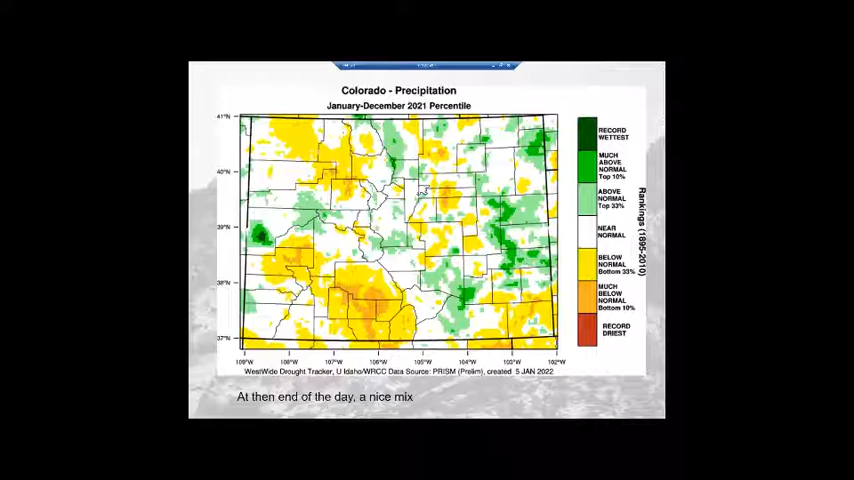 Colorado - Precipitation
January-December 2021 Percentile
41°N
40°N
39°N
38°N
37°N
109°W
108°W
107°W
106°W
105°W
104°W
103°W
102°W
RECORD
WETTEST
MUCH
ABOVE
NORMAL
Top 10%
ABOVE
NORMAL
Top 33%
NEAR
NORMAL
BELOW
NORMAL
Bottom 33%
MUCH
BELOW
NORMAL
Bottom 10%
RECORD
DRIEST
Rankings (1895-2010)
WestWide Drought Tracker, U Idaho/WRCC Data Source: PRISM (Prelim), created 5 JAN 2022
At then end of the day, a nice mix